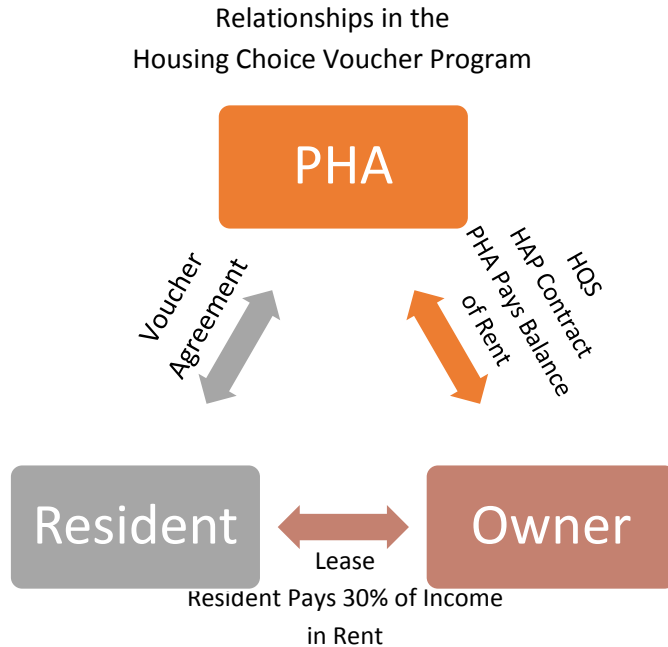 Relationships in the
Housing Choice Voucher Program
PHA
Voucher
Agreement
HQS
HAP Contract
PHA Pays Balance
of Rent
Resident
Owner
Lease
Resident Pays 30% of Income
in Rent